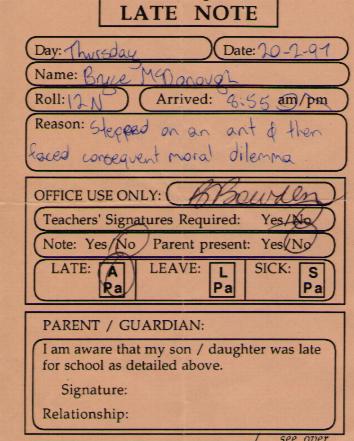 LATE NOTE
Day: Thursday Date: 20-2-97
Name: Bryce McDonough
Roll: 12N Arrived: 8:55 am/pm
Reason: Stepped on an ant & then
faced consequent moral dilemma
OFFICE USE ONLY: B Bowden
Teachers' Signatures Required: Yes/No
Note: Yes/No Parent present: Yes/No
LATE: A Pa LEAVE: L Pa SICK: S Pa
PARENT / GUARDIAN:
I am aware that my son / daughter was late
for school as detailed above.
Signature:
Relationship:
see over